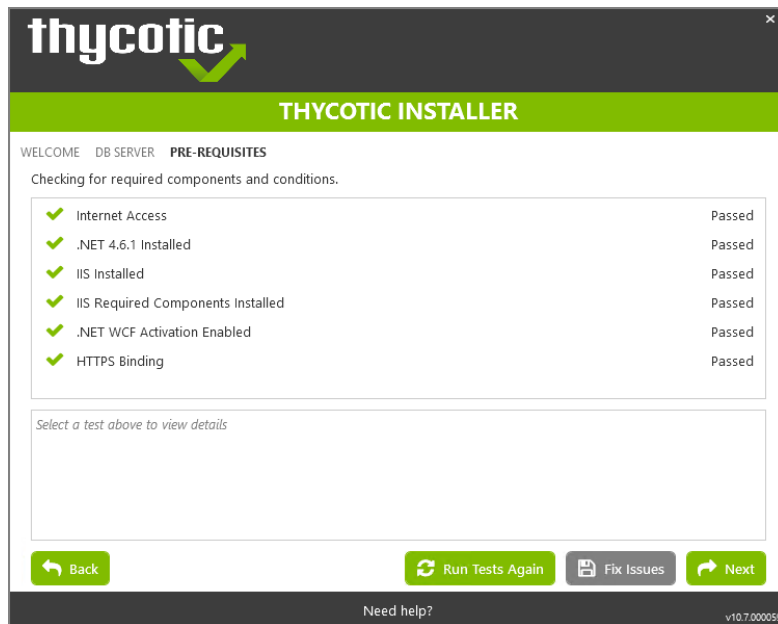 thycotic
×
THYCOTIC INSTALLER
WELCOME DB SERVER PRE-REQUISITES
Checking for required components and conditions.
Internet Access Passed
.NET 4.6.1 Installed Passed
IIS Installed Passed
IIS Required Components Installed Passed
.NET WCF Activation Enabled Passed
HTTPS Binding Passed
Select a test above to view details
Back Run Tests Again Fix Issues Next
Need help?